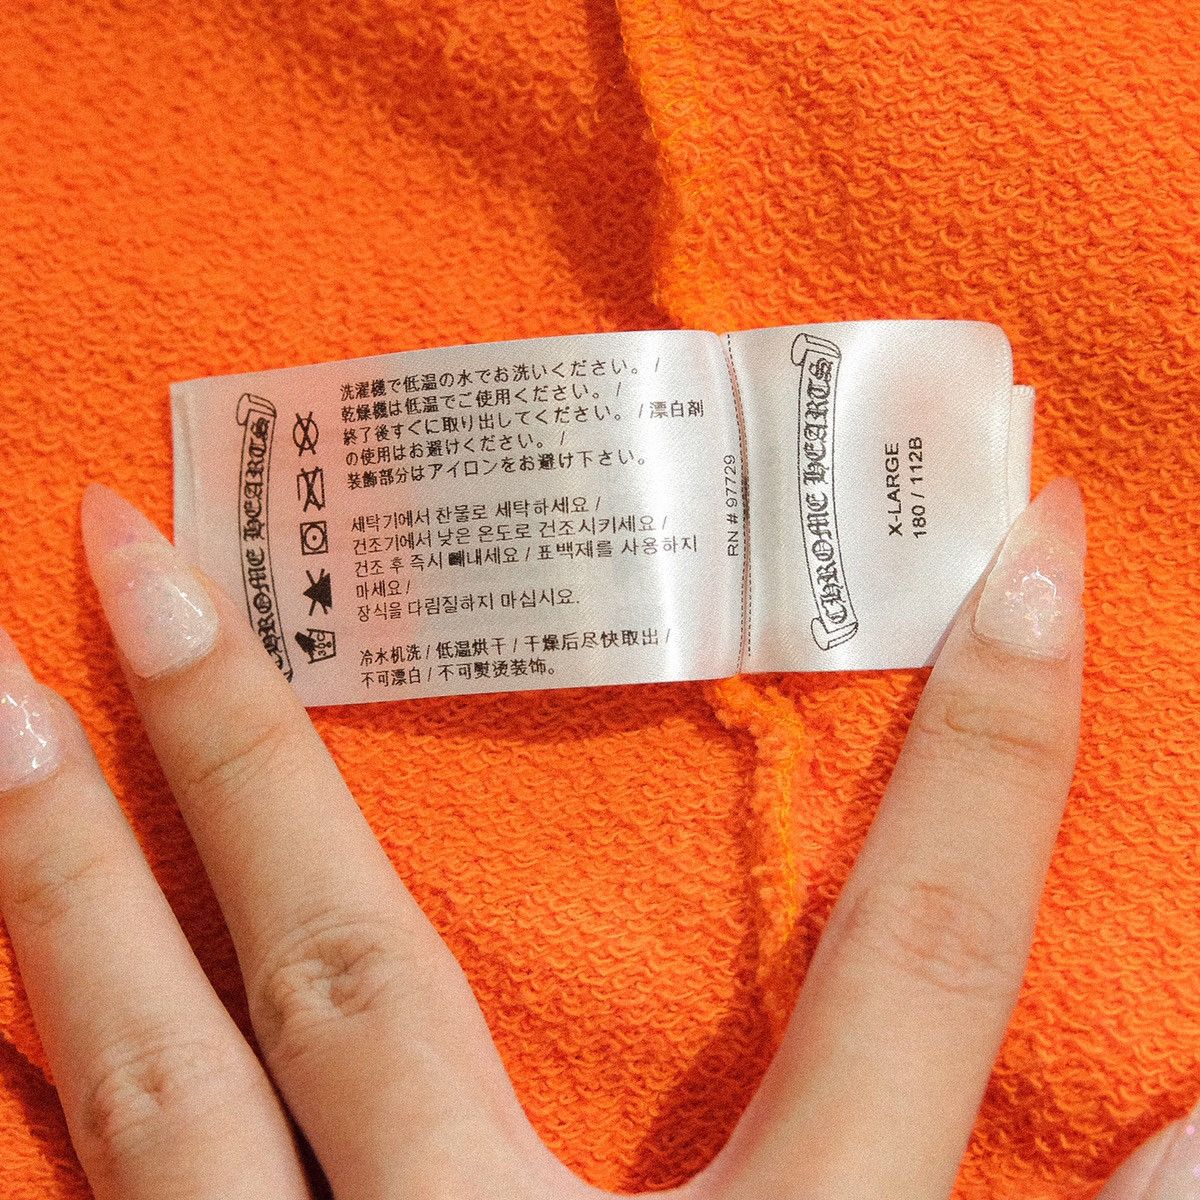 CHROME HEARTS
洗濯機で低温の水でお洗いください。 /
乾燥機は低温でご使用ください。 /
終了後すぐに取り出してください。 / 漂白剤
の使用はお避けください。 /
装飾部分はアイロンをお避け下さい。
세탁기에서 찬물로 세탁하세요 /
건조기에서 낮은 온도로 건조시키세요 /
건조 후 즉시 빼내세요 / 표백제를 사용하지
마세요 /
장식을 다림질하지 마십시요.
冷水机洗 / 低温烘干 / 干燥后尽快取出 /
不可漂白 / 不可熨烫装饰。
RN # 97729
CHROME HEARTS
X-LARGE
180 / 112B